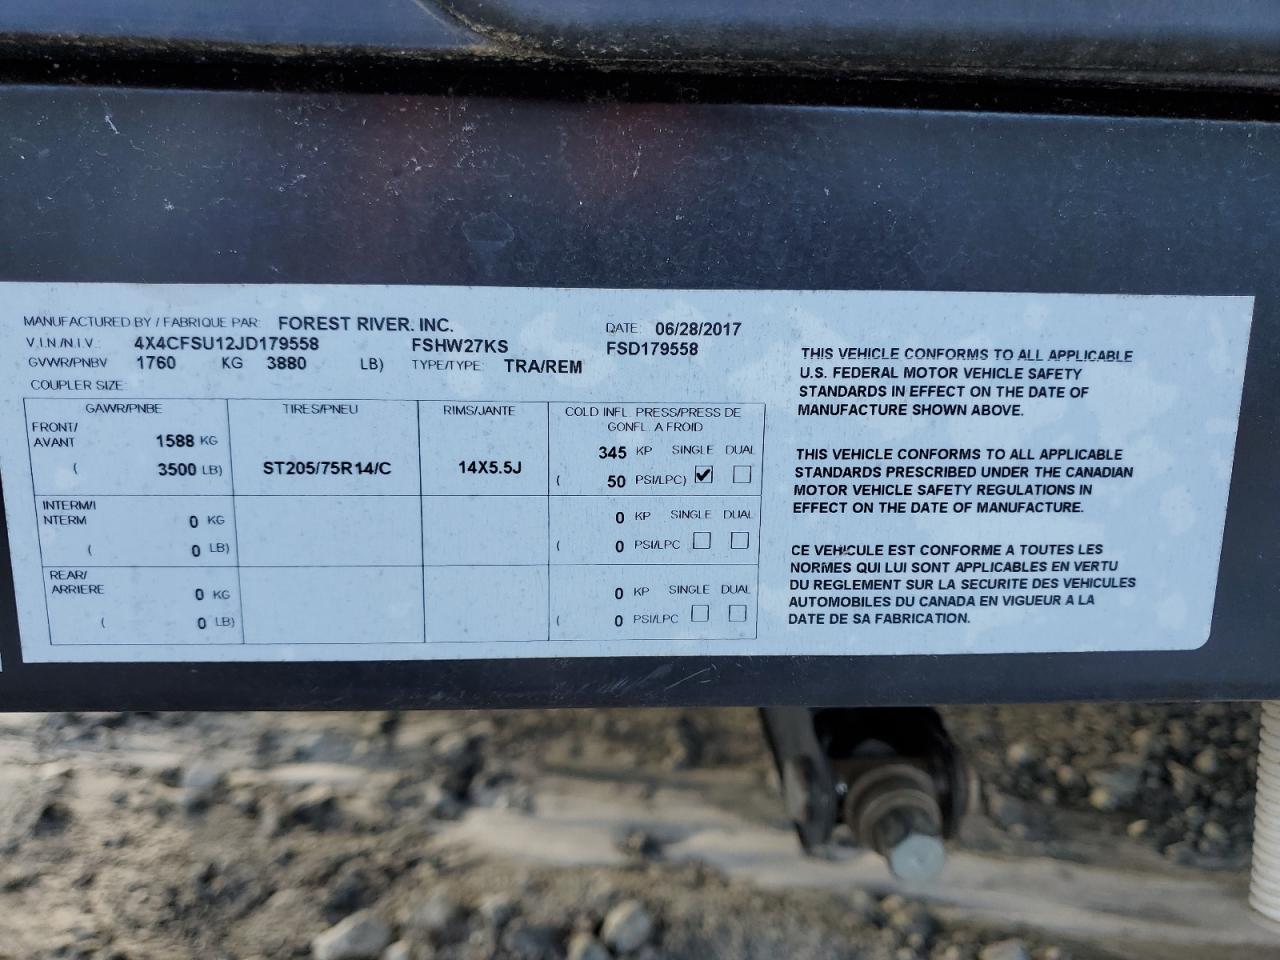 MANUFACTURED BY / FABRIQUE PAR: FOREST RIVER, INC. DATE: 06/28/2017
V.I.N./N.I.V.: 4X4CFSU12JD179558 FSHW27KS FSD179558
GVWR/PNBV 1760 KG 3880 LB) TYPE/TYPE: TRA/REM
COUPLER SIZE:
GAWR/PNBE TIRES/PNEU RIMS/JANTE COLD INFL. PRESS/PRESS DE
GONFL. A FROID
FRONT/
AVANT 1588 KG 345 KP SINGLE DUAL
( 3500 LB) ST205/75R14/C 14X5.5J ( 50 PSI/LPC)
INTERM/I
NTERM 0 KG 0 KP SINGLE DUAL
( 0 LB) ( 0 PSI/LPC
REAR/
ARRIERE 0 KG 0 KP SINGLE DUAL
( 0 LB) ( 0 PSI/LPC
THIS VEHICLE CONFORMS TO ALL APPLICABLE
U.S. FEDERAL MOTOR VEHICLE SAFETY
STANDARDS IN EFFECT ON THE DATE OF
MANUFACTURE SHOWN ABOVE.
THIS VEHICLE CONFORMS TO ALL APPLICABLE
STANDARDS PRESCRIBED UNDER THE CANADIAN
MOTOR VEHICLE SAFETY REGULATIONS IN
EFFECT ON THE DATE OF MANUFACTURE.
CE VEHICULE EST CONFORME A TOUTES LES
NORMES QUI LUI SONT APPLICABLES EN VERTU
DU REGLEMENT SUR LA SECURITE DES VEHICULES
AUTOMOBILES DU CANADA EN VIGUEUR A LA
DATE DE SA FABRICATION.